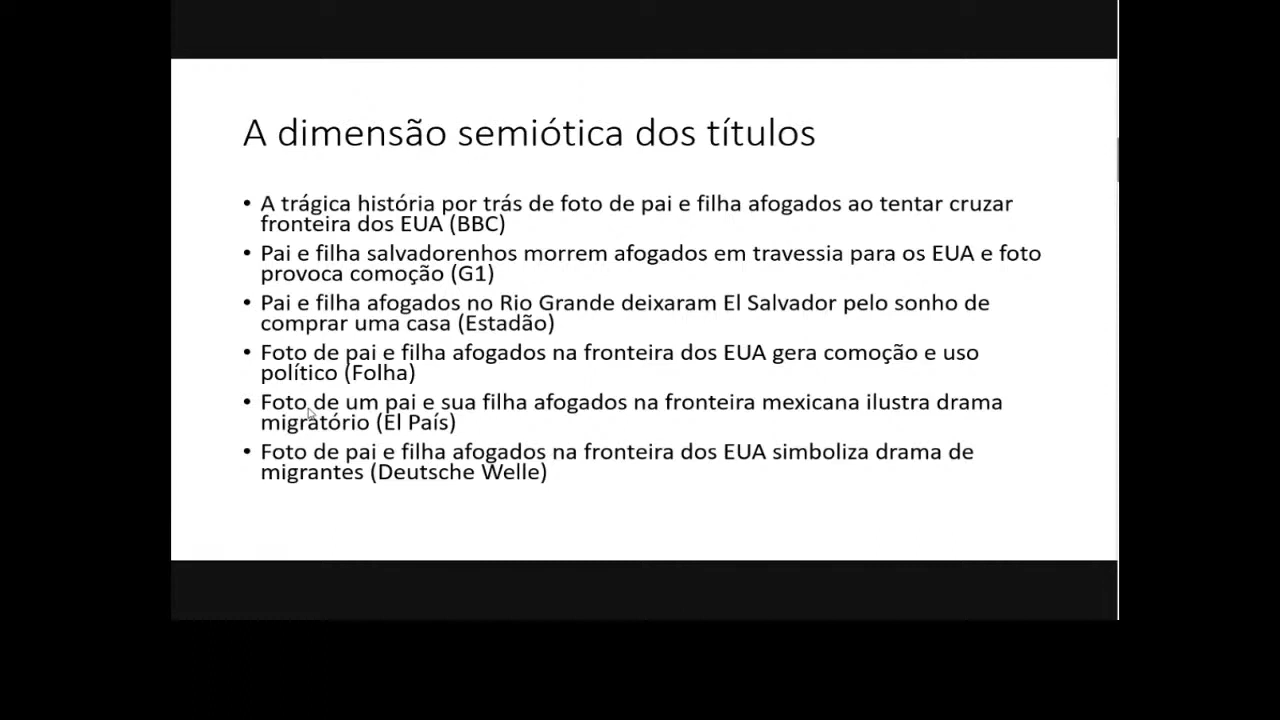 A dimensão semiótica dos títulos
• A trágica história por trás de foto de pai e filha afogados ao tentar cruzar
fronteira dos EUA (BBC)
• Pai e filha salvadorenhos morrem afogados em travessia para os EUA e foto
provoca comoção (G1)
• Pai e filha afogados no Rio Grande deixaram El Salvador pelo sonho de
comprar uma casa (Estadão)
• Foto de pai e filha afogados na fronteira dos EUA gera comoção e uso
político (Folha)
• Foto de um pai e sua filha afogados na fronteira mexicana ilustra drama
migratório (El País)
• Foto de pai e filha afogados na fronteira dos EUA simboliza drama de
migrantes (Deutsche Welle)